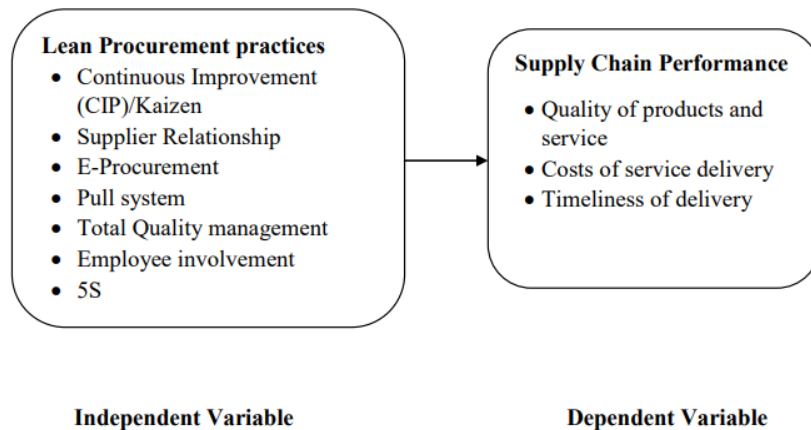 Lean Procurement practices
• Continuous Improvement
(CIP)/Kaizen
• Supplier Relationship
• E-Procurement
• Pull system
• Total Quality management
• Employee involvement
• 5S
Supply Chain Performance
• Quality of products and
service
• Costs of service delivery
• Timeliness of delivery
Independent Variable
Dependent Variable